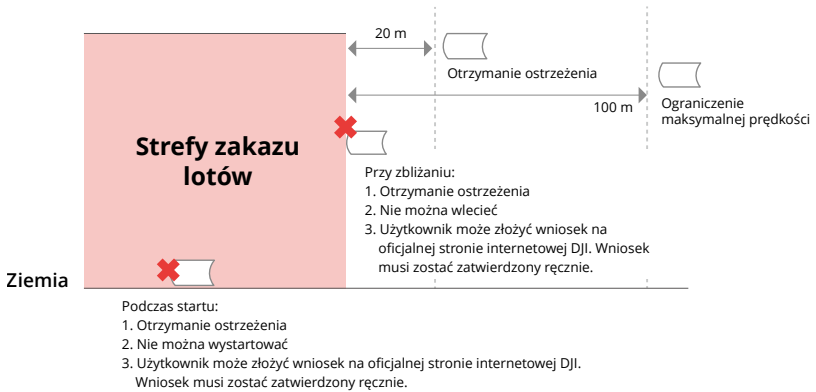 20 m
Otrzymanie ostrzeżenia
100 m
Ograniczenie
maksymalnej prędkości
Strefy zakazu
lotów
Przy zbliżaniu:
1. Otrzymanie ostrzeżenia
2. Nie można wlecieć
3. Użytkownik może złożyć wniosek na
oficjalnej stronie internetowej DJI. Wniosek
musi zostać zatwierdzony ręcznie.
Ziemia
Podczas startu:
1. Otrzymanie ostrzeżenia
2. Nie można wystartować
3. Użytkownik może złożyć wniosek na oficjalnej stronie internetowej DJI.
Wniosek musi zostać zatwierdzony ręcznie.